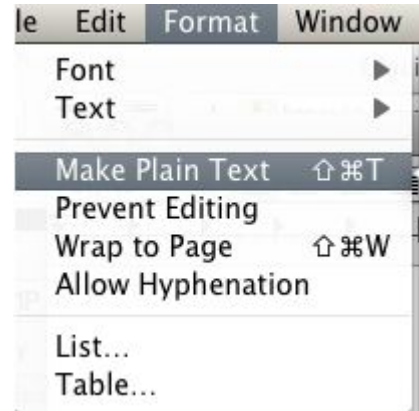 le Edit Format Window
Font ▶
Text ▶
Make Plain Text ⇧⌘T
Prevent Editing
Wrap to Page ⇧⌘W
Allow Hyphenation
List...
Table...